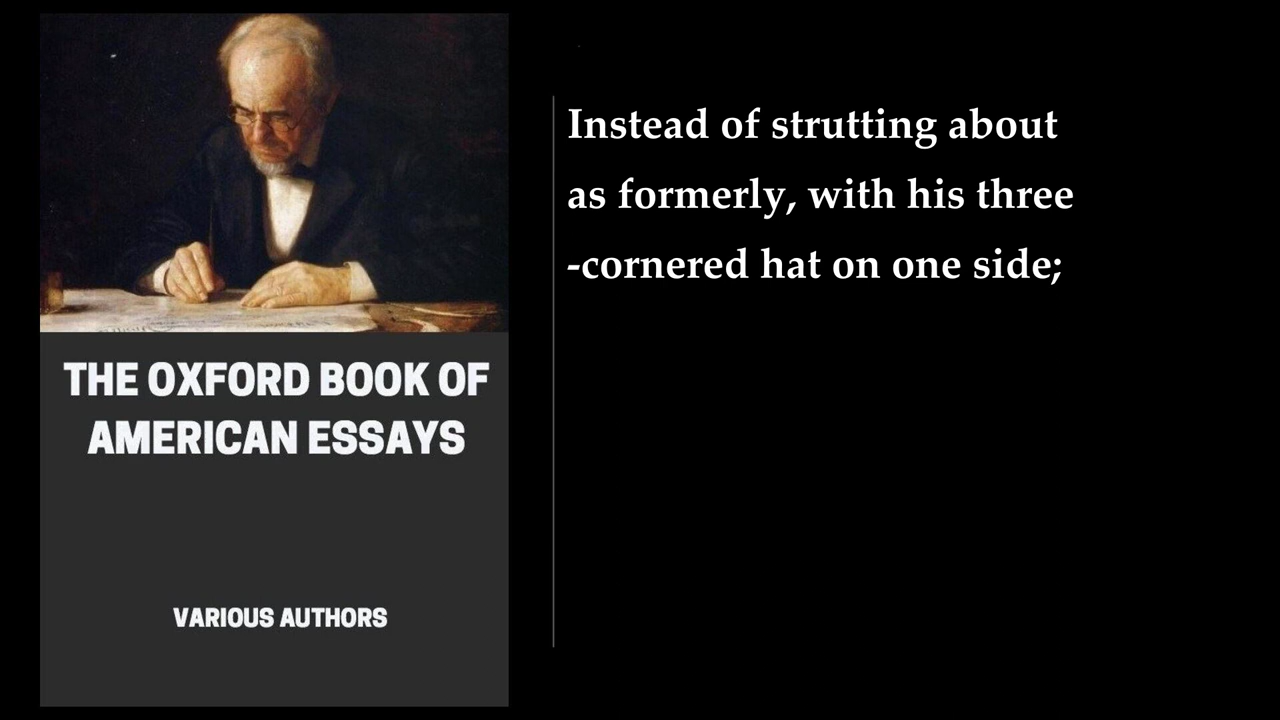 THE OXFORD BOOK OF
AMERICAN ESSAYS
VARIOUS AUTHORS
Instead of strutting about
as formerly, with his three
-cornered hat on one side;